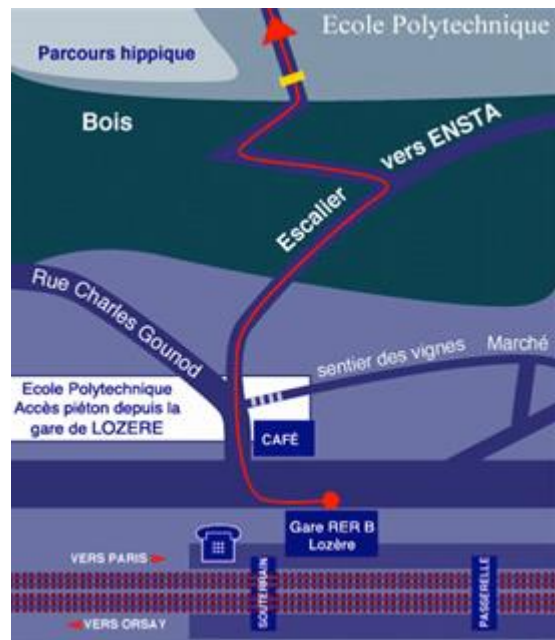 Ecole Polytechnique
Parcours hippique
Bois
vers ENSTA
Escalier
Rue Charles Gounod
sentier des vignes
Marché
Ecole Polytechnique
Accès piéton depuis la
gare de LOZERE
CAFÉ
Gare RER B
Lozère
VERS PARIS
SOUTERRAIN
PASSERELLE
VERS ORSAY